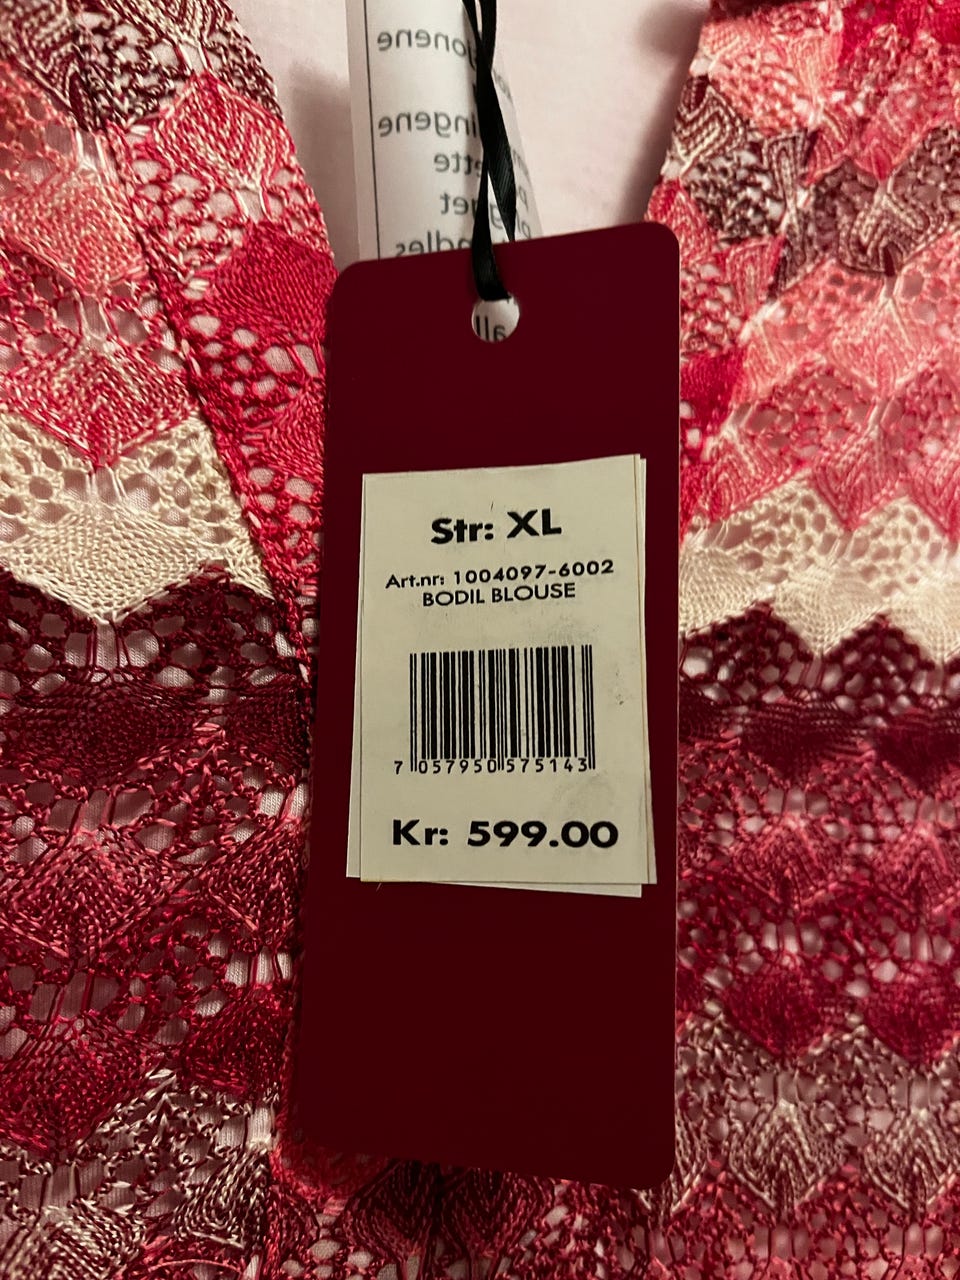 Str: XL
Art.nr: 1004097-6002
BODIL BLOUSE
7 057950 575143
Kr: 599.00